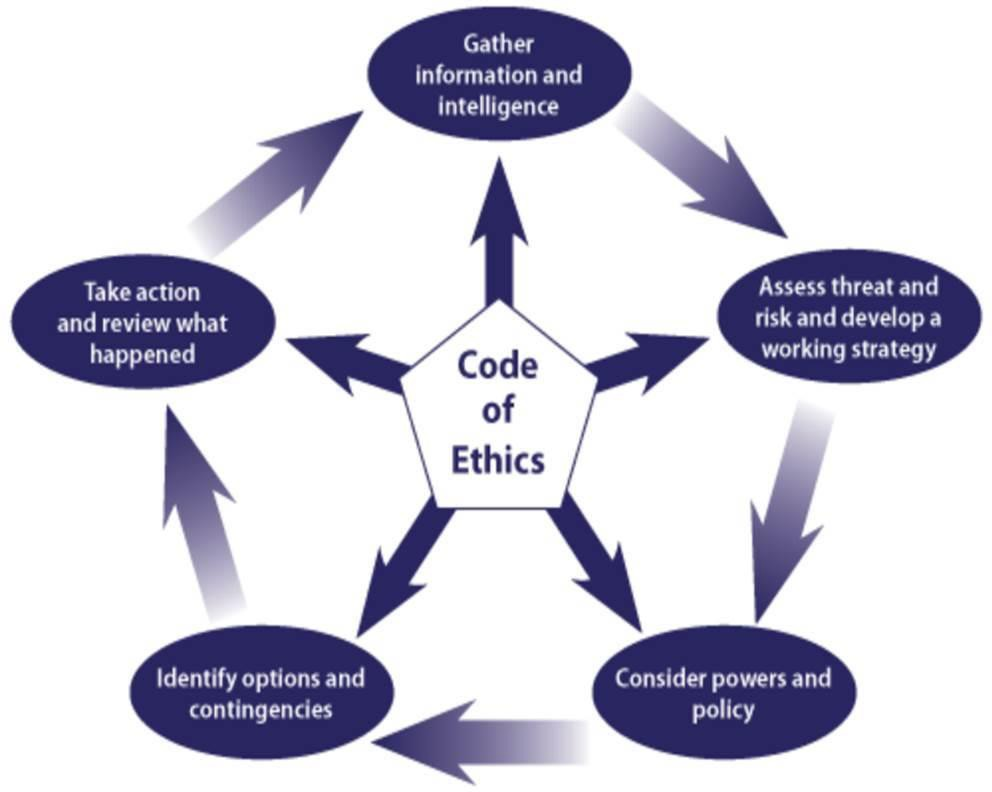 Gather
information and
intelligence
Assess threat and
risk and develop a
working strategy
Consider powers and
policy
Identify options and
contingencies
Take action
and review what
happened
Code
of
Ethics